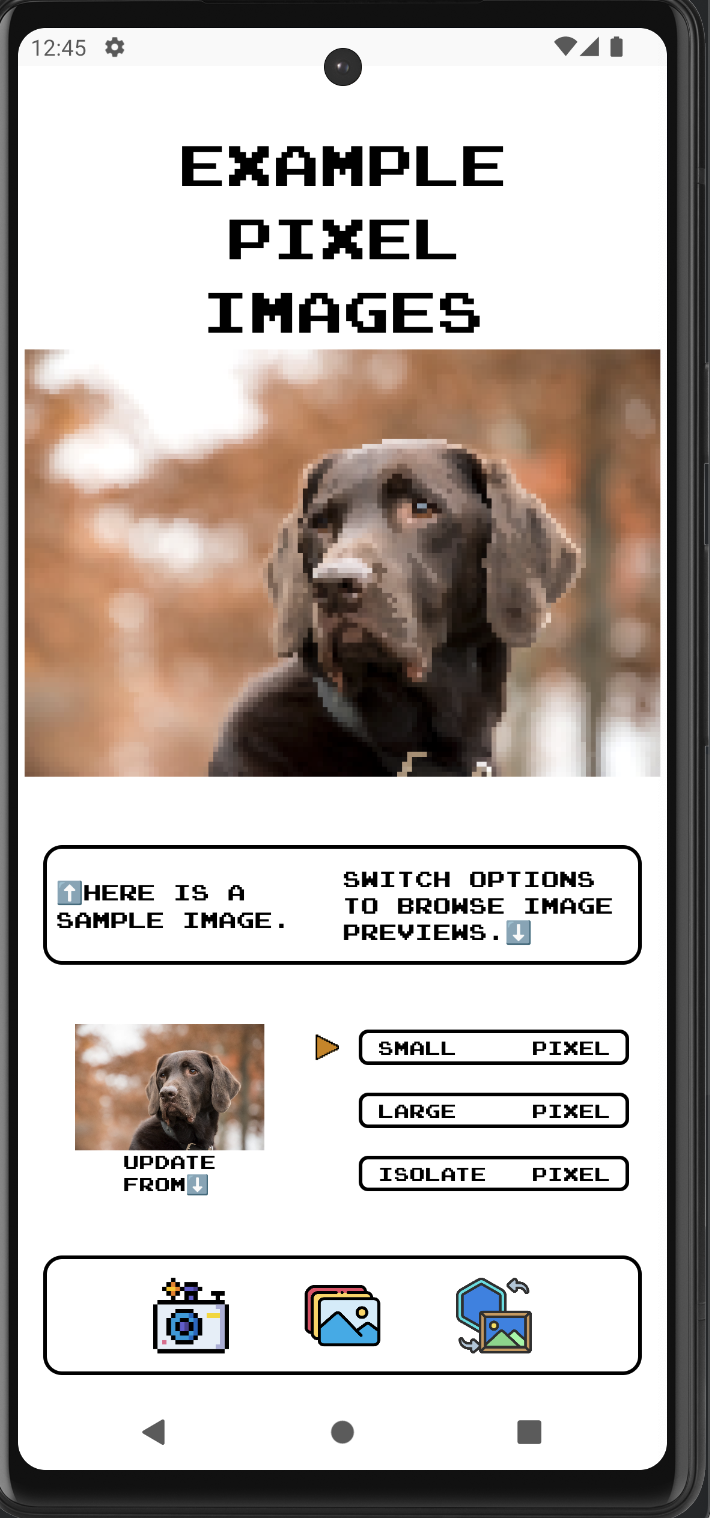 12:45
EXAMPLE
PIXEL
IMAGES
⬆️HERE IS A
SAMPLE IMAGE.
SWITCH OPTIONS
TO BROWSE IMAGE
PREVIEWS.⬇️
SMALL PIXEL
LARGE PIXEL
ISOLATE PIXEL
UPDATE
FROM⬇️